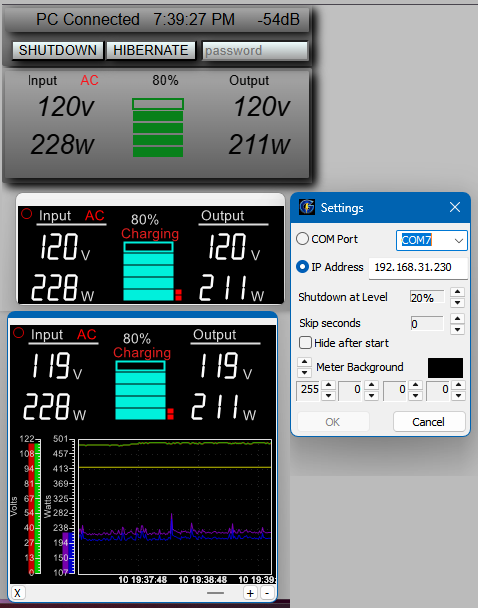 PC Connected 7:39:27 PM -54dB
SHUTDOWN HIBERNATE password
Input AC 80% Output
120v 120v
228w 211w
Input AC 80% Output
Charging
120 V 120 V
228 W 211 W
Settings
COM Port COM7
IP Address 192.168.31.230
Shutdown at Level 20%
Skip seconds 0
Hide after start
Meter Background
255 0 0 0
OK Cancel
Input AC 80% Output
Charging
119 V 119 V
228 W 211 W
122 501
108 457
95 413
81 369
68 325
54 282
40 238
27 194
13 150
0 107
Volts
Watts
10 19:37:48 10 19:38:48 10 19:39:
X + -